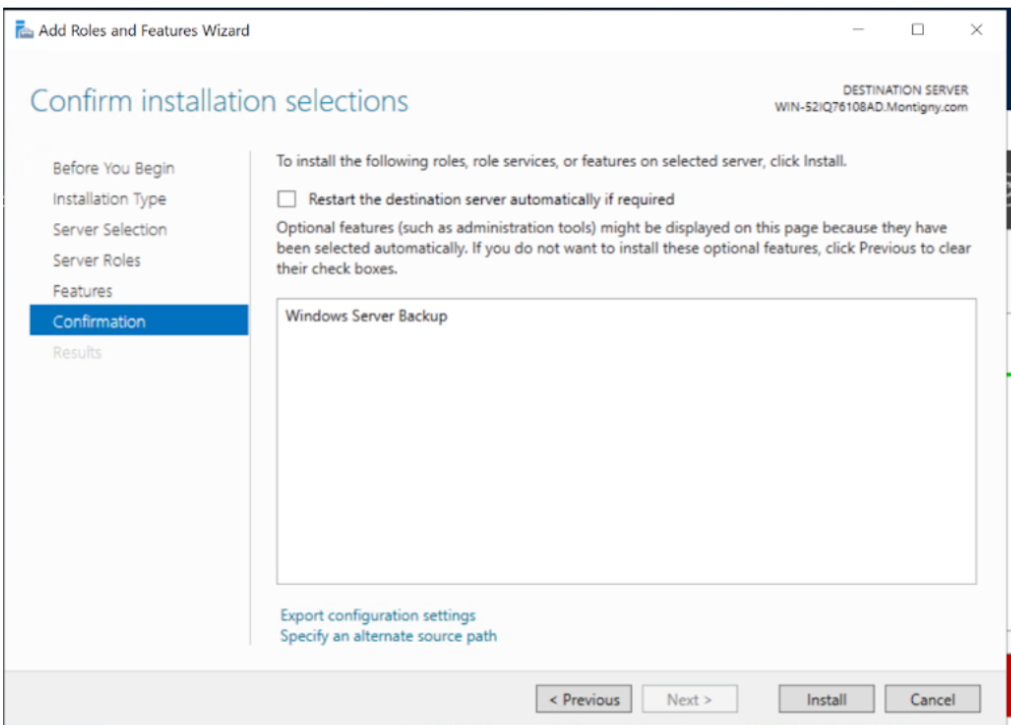 Add Roles and Features Wizard
Confirm installation selections
DESTINATION SERVER
WIN-52IQ76108AD.Montigny.com
Before You Begin
Installation Type
Server Selection
Server Roles
Features
Confirmation
Results
To install the following roles, role services, or features on selected server, click Install.
Restart the destination server automatically if required
Optional features (such as administration tools) might be displayed on this page because they have
been selected automatically. If you do not want to install these optional features, click Previous to clear
their check boxes.
Windows Server Backup
Export configuration settings
Specify an alternate source path
< Previous
Next >
Install
Cancel